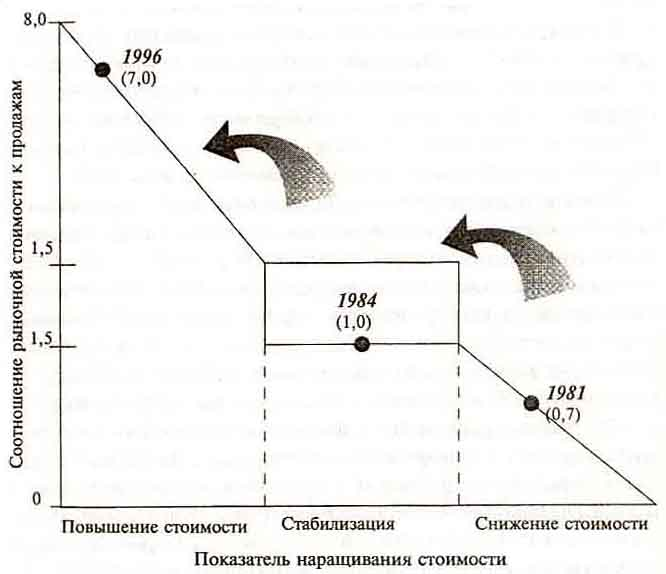 8,0
1996
(7,0)
Соотношение рыночной стоимости к продажам
1,5
1984
(1,0)
1,5
1981
(0,7)
0
Повышение стоимости
Стабилизация
Снижение стоимости
Показатель наращивания стоимости